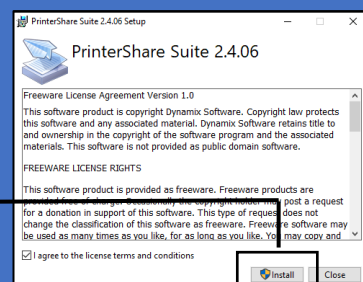 PrinterShare Suite 2.4.06 Setup
PrinterShare Suite 2.4.06
Freeware License Agreement Version 1.0
This software product is copyright Dynamix Software. Copyright law protects
this software and any associated material. Dynamix Software retains title to
and ownership in the copyright of the software program and the associated
materials. This software is not provided as public domain software.
FREEWARE LICENSE RIGHTS
This software product is provided as freeware. Freeware products are
provided free of charge. Occasionally the copyright holder may post a request
for a donation in support of this software. This type of request does not
change the classification of this software as freeware. Freeware software may
be used as many times as you like, for as long as you like. You may copy and
I agree to the license terms and conditions
Install
Close